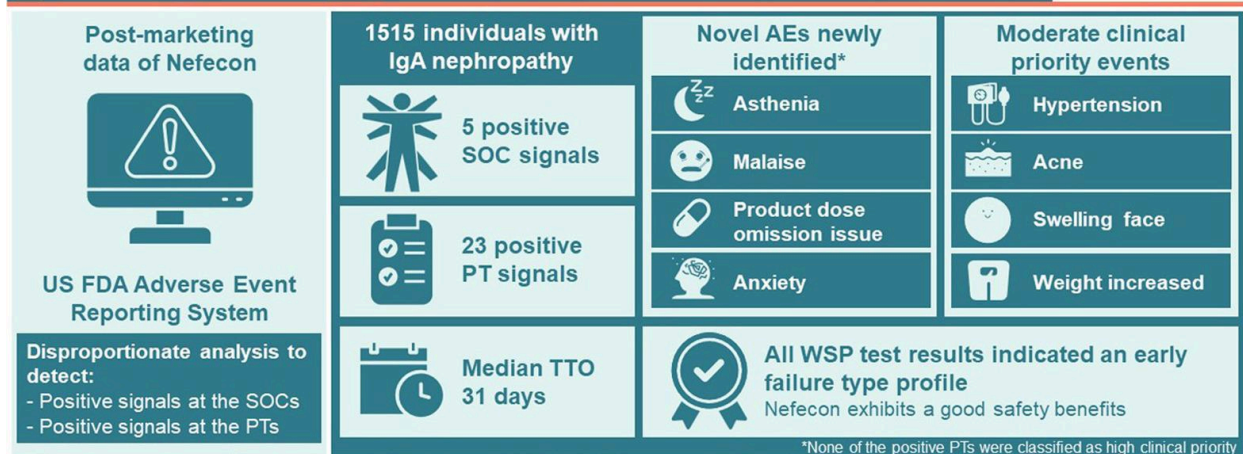 Post-marketing
data of Nefecon
US FDA Adverse Event
Reporting System
Disproportionate analysis to
detect:
- Positive signals at the SOCs
- Positive signals at the PTs
1515 individuals with
IgA nephropathy
5 positive
SOC signals
23 positive
PT signals
Median TTO
31 days
Novel AEs newly
identified*
zZz
Asthenia
Malaise
Product dose
omission issue
Anxiety
Moderate clinical
priority events
Hypertension
Acne
Swelling face
Weight increased
All WSP test results indicated an early
failure type profile
Nefecon exhibits a good safety benefits
*None of the positive PTs were classified as high clinical priority